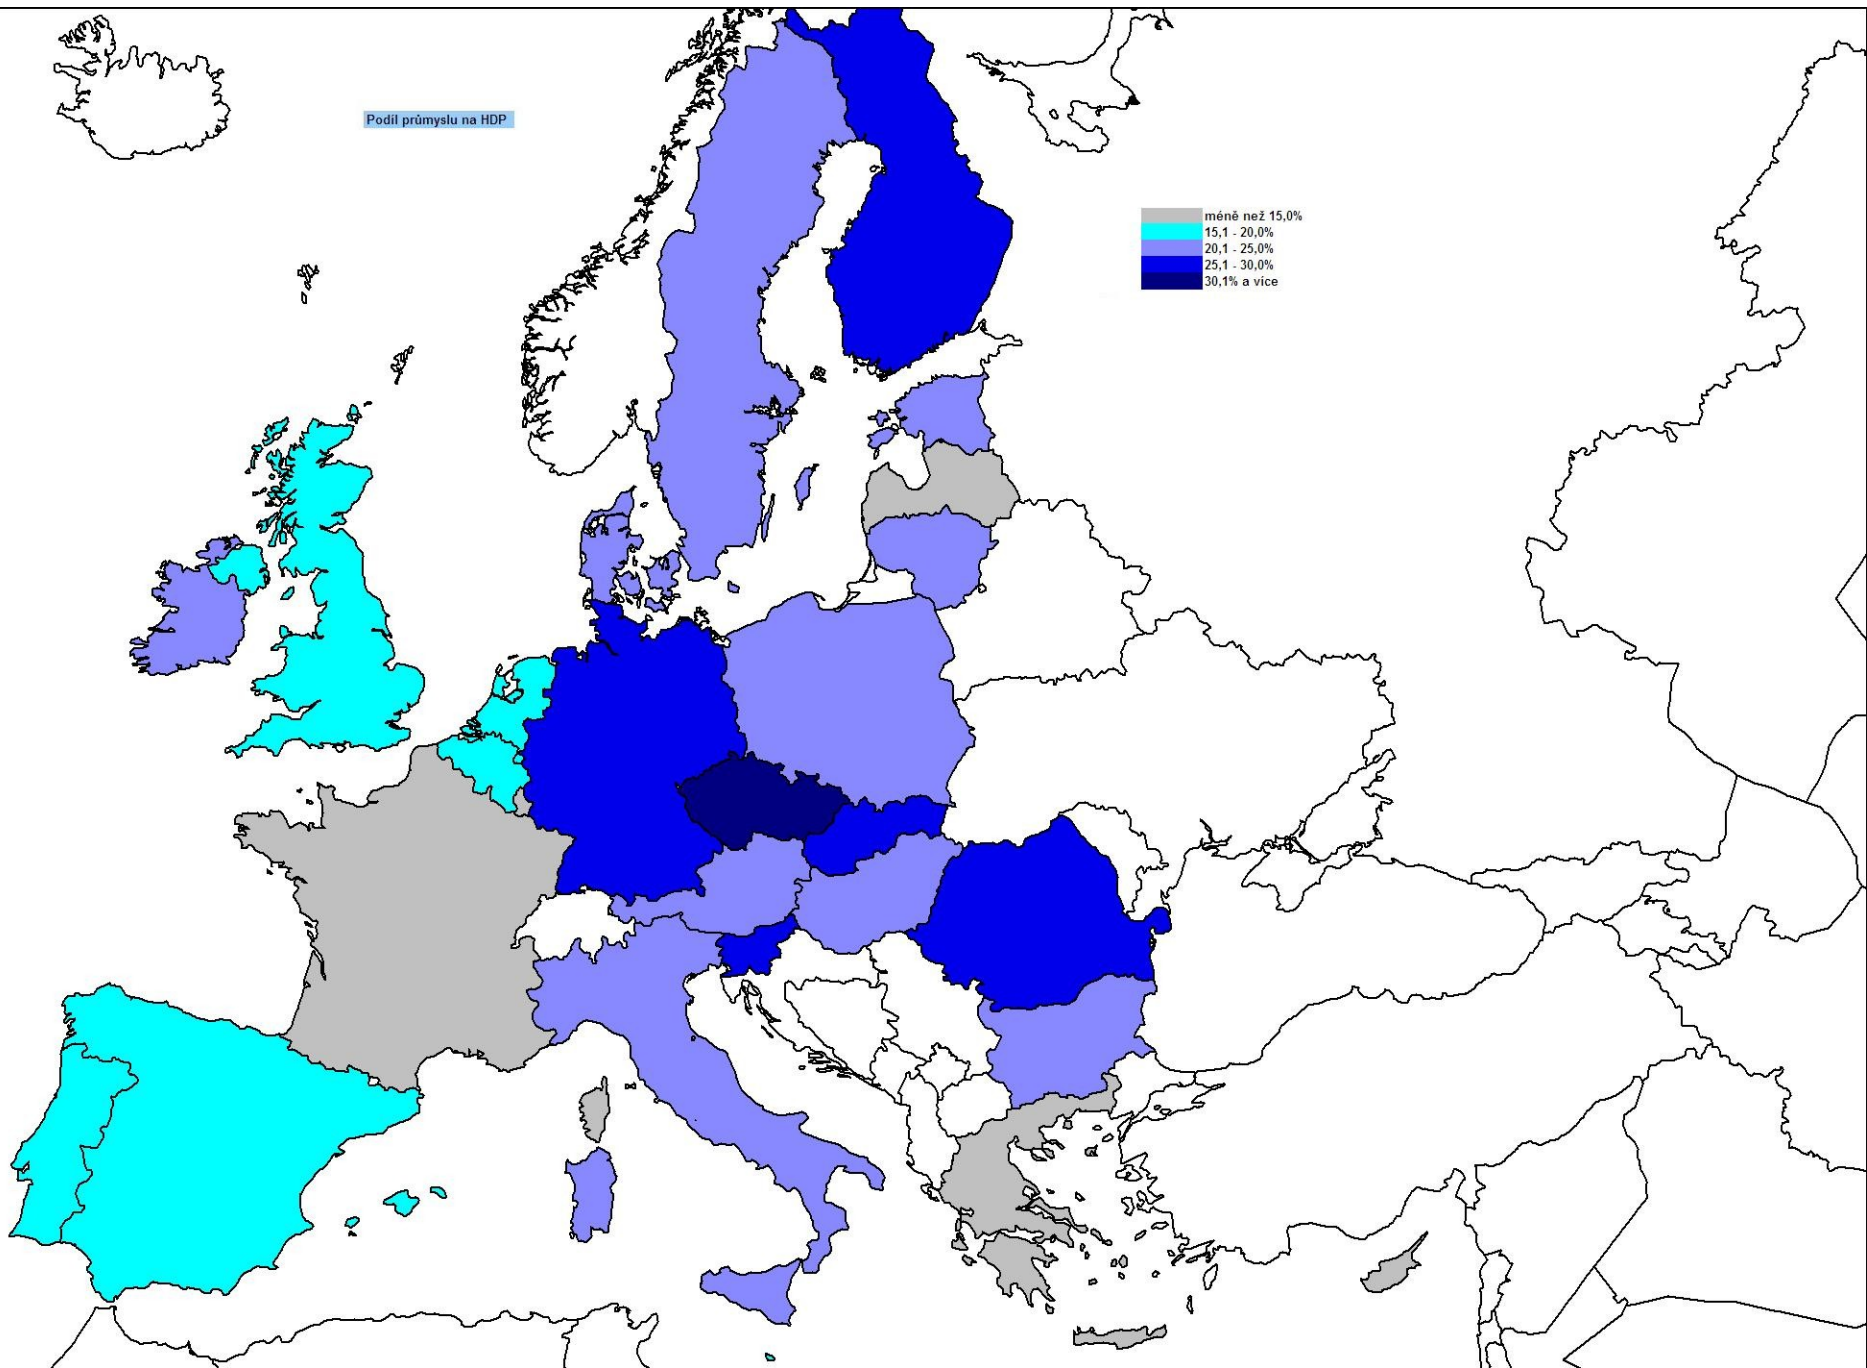 Podíl průmyslu na HDP
méně než 15,0%
15,1 - 20,0%
20,1 - 25,0%
25,1 - 30,0%
30,1% a více